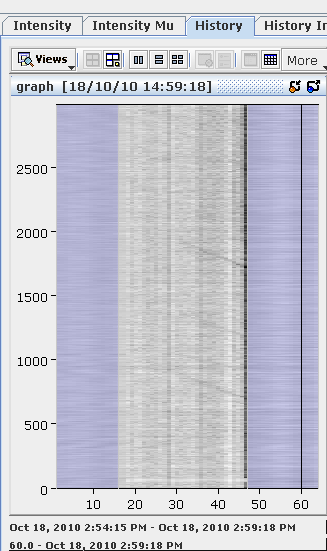 Intensity Intensity Mu History History In
Views More
graph [18/10/10 14:59:18]
2500
2000
1500
1000
500
0
10 20 30 40 50 60
Oct 18, 2010 2:54:15 PM - Oct 18, 2010 2:59:18 PM
60.0 - Oct 18, 2010 2:59:18 PM